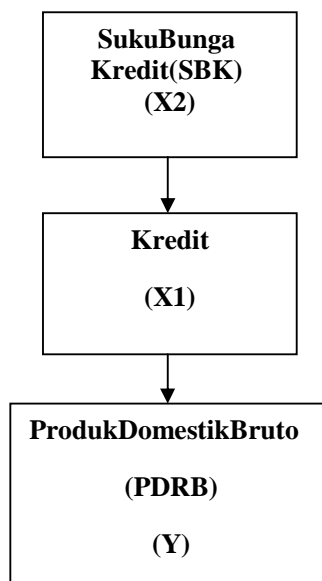 SukuBunga
Kredit(SBK)
(X2)
Kredit
(X1)
ProdukDomestikBruto
(PDRB)
(Y)